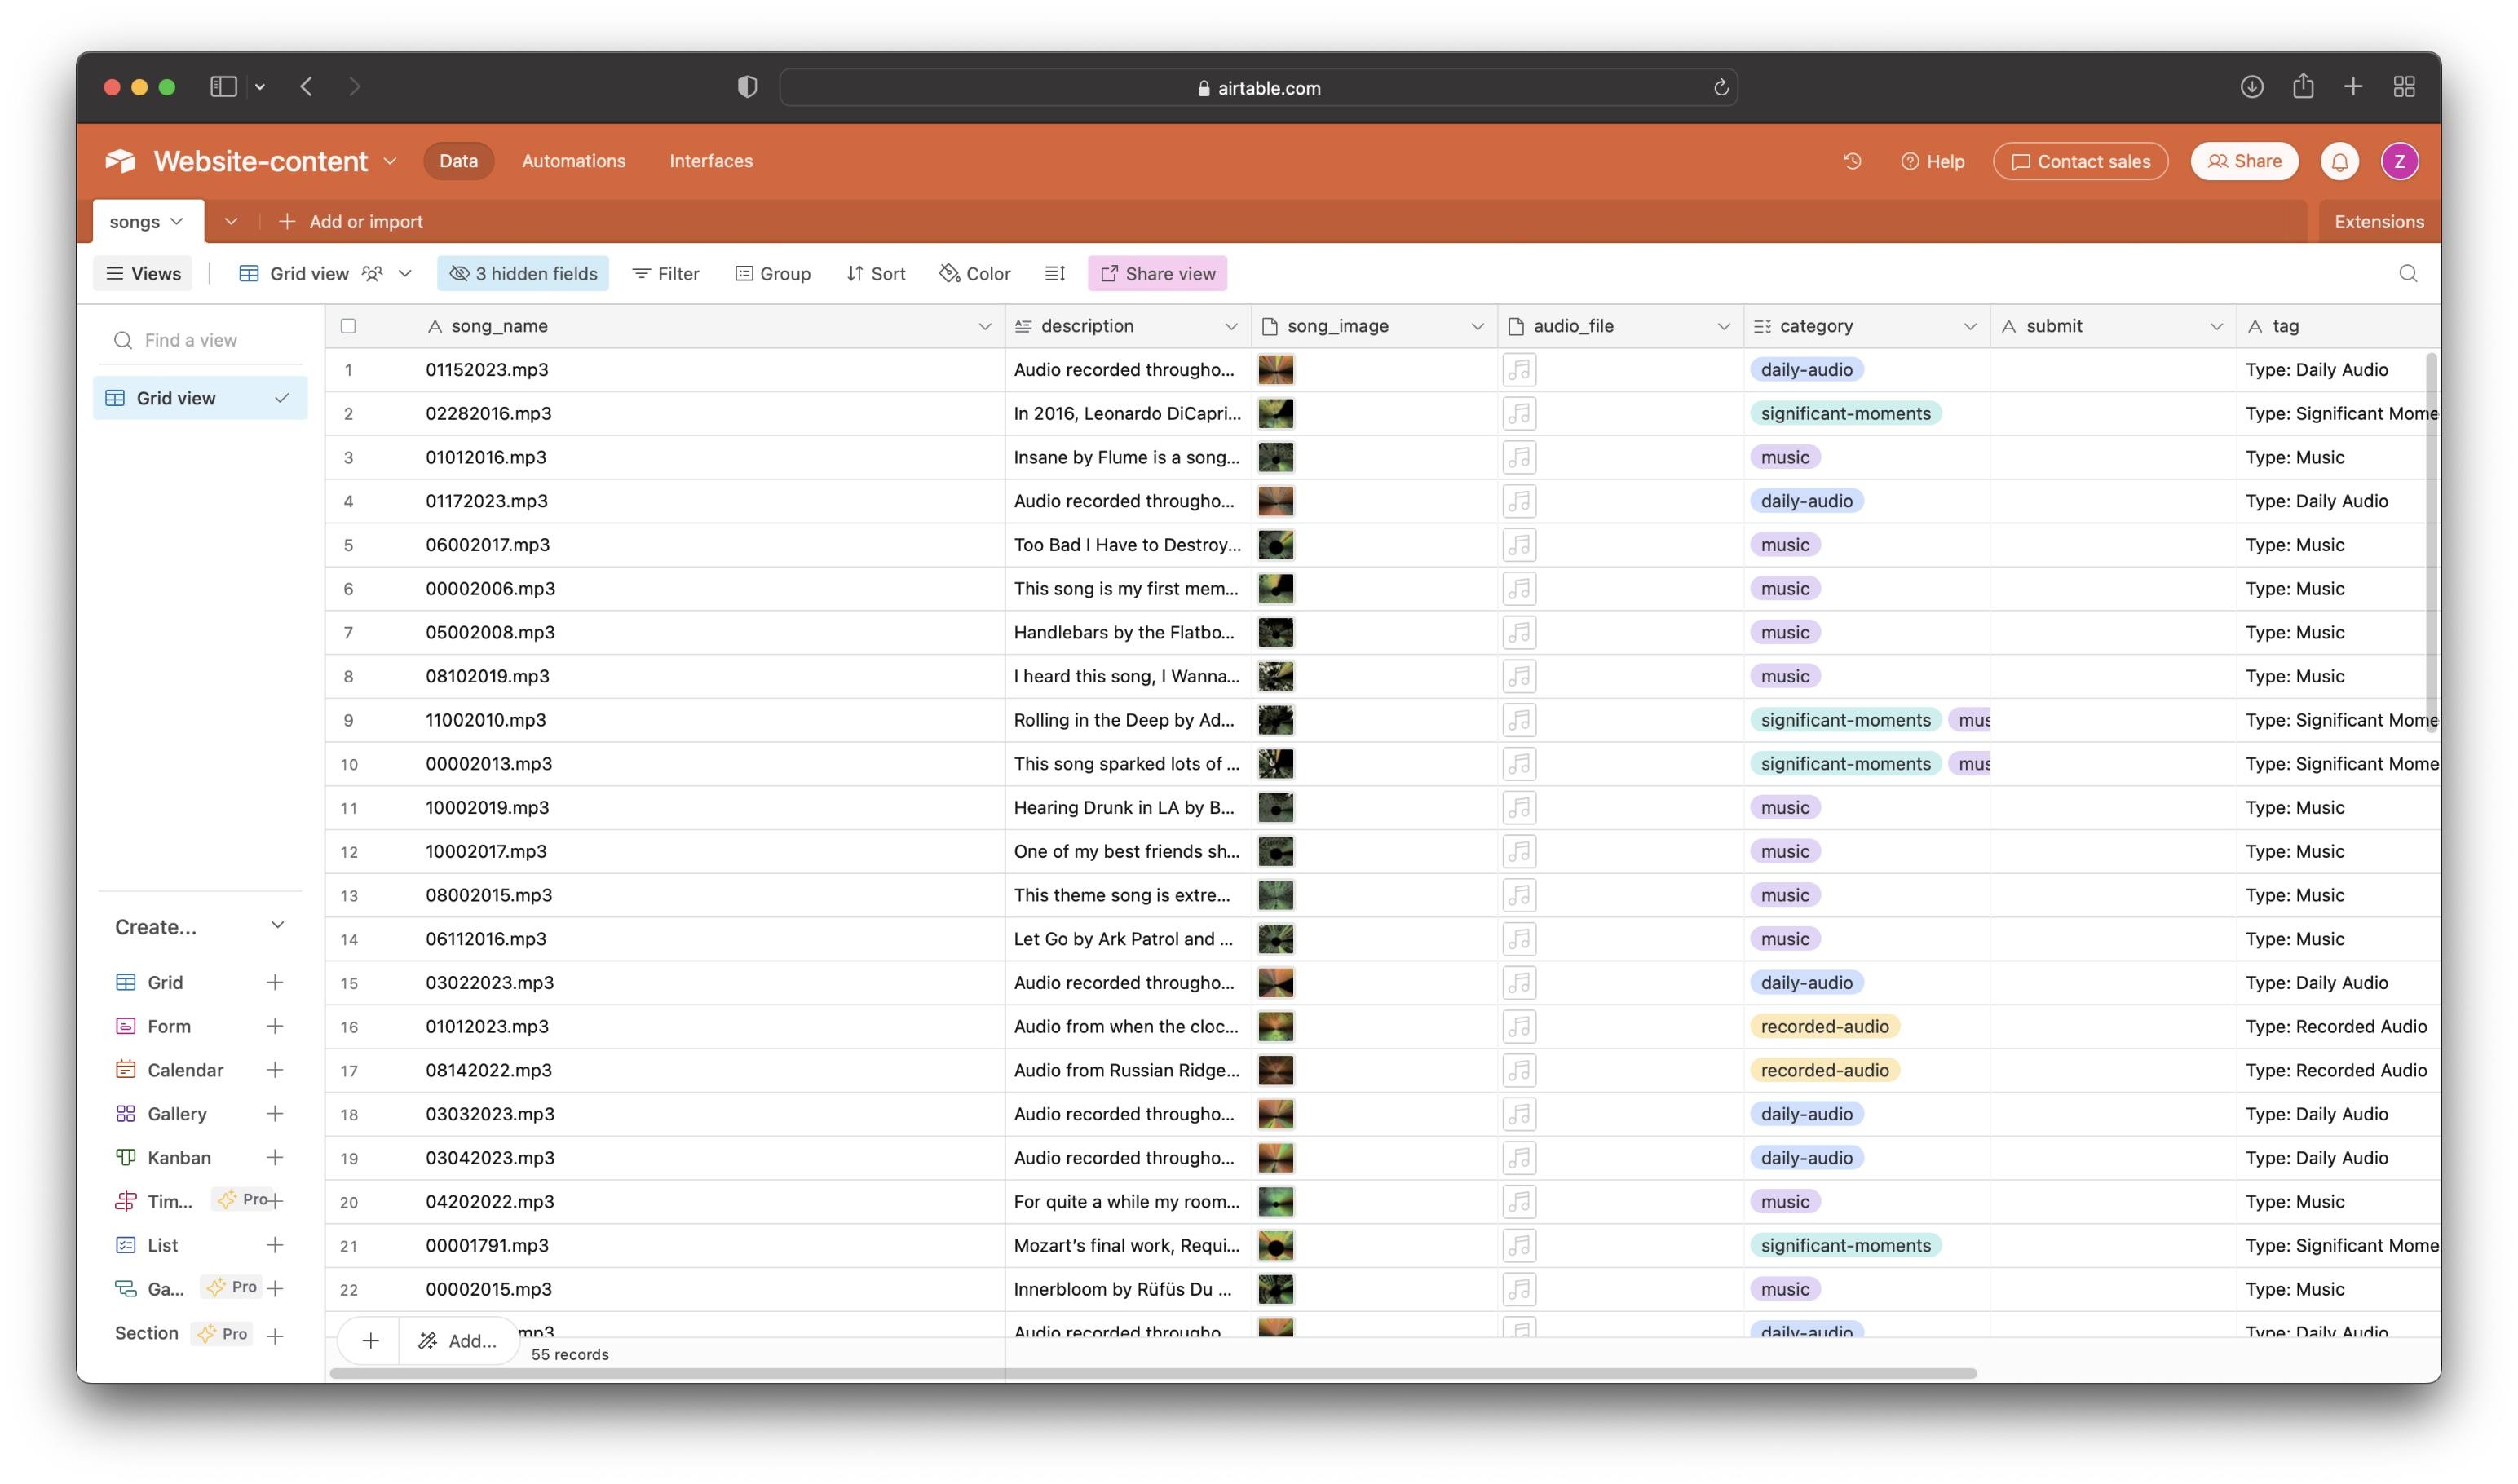 airtable.com
Website-content Data Automations Interfaces Help Contact sales Share Z
songs Add or import Extensions
Views Grid view 3 hidden fields Filter Group Sort Color Share view
Find a view
Grid view
song_name description song_image audio_file category submit tag
1 01152023.mp3 Audio recorded througho... daily-audio Type: Daily Audio
2 02282016.mp3 In 2016, Leonardo DiCapri... significant-moments Type: Significant Mome
3 01012016.mp3 Insane by Flume is a song... music Type: Music
4 01172023.mp3 Audio recorded througho... daily-audio Type: Daily Audio
5 06002017.mp3 Too Bad I Have to Destroy... music Type: Music
6 00002006.mp3 This song is my first mem... music Type: Music
7 05002008.mp3 Handlebars by the Flatbo... music Type: Music
8 08102019.mp3 I heard this song, I Wanna... music Type: Music
9 11002010.mp3 Rolling in the Deep by Ad... significant-moments mus Type: Significant Mome
10 00002013.mp3 This song sparked lots of ... significant-moments mus Type: Significant Mome
11 10002019.mp3 Hearing Drunk in LA by B... music Type: Music
12 10002017.mp3 One of my best friends sh... music Type: Music
13 08002015.mp3 This theme song is extre... music Type: Music
14 06112016.mp3 Let Go by Ark Patrol and ... music Type: Music
15 03022023.mp3 Audio recorded througho... daily-audio Type: Daily Audio
16 01012023.mp3 Audio from when the cloc... recorded-audio Type: Recorded Audio
17 08142022.mp3 Audio from Russian Ridge... recorded-audio Type: Recorded Audio
18 03032023.mp3 Audio recorded througho... daily-audio Type: Daily Audio
19 03042023.mp3 Audio recorded througho... daily-audio Type: Daily Audio
20 04202022.mp3 For quite a while my room... music Type: Music
21 00001791.mp3 Mozart’s final work, Requi... significant-moments Type: Significant Mome
22 00002015.mp3 Innerbloom by Rüfüs Du ... music Type: Music
mp3 Audio recorded througho daily-audio Type: Daily Audio
Add...
55 records
Create...
Grid
Form
Calendar
Gallery
Kanban
Tim... Pro
List
Ga... Pro
Section Pro